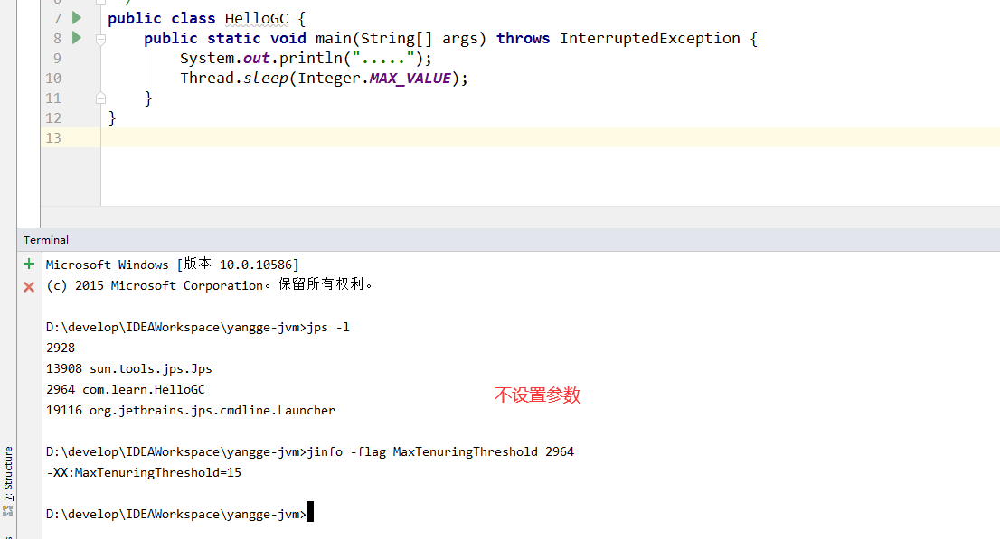 7 public class HelloGC {
8 public static void main(String[] args) throws InterruptedException {
9 System.out.println(".....");
10 Thread.sleep(Integer.MAX_VALUE);
11 }
12 }
13
Terminal
Microsoft Windows [版本 10.0.10586]
(c) 2015 Microsoft Corporation。保留所有权利。
D:\develop\IDEAWorkspace\yangge-jvm>jps -l
2928
13908 sun.tools.jps.Jps
2964 com.learn.HelloGC
不设置参数
19116 org.jetbrains.jps.cmdline.Launcher
D:\develop\IDEAWorkspace\yangge-jvm>jinfo -flag MaxTenuringThreshold 2964
-XX:MaxTenuringThreshold=15
D:\develop\IDEAWorkspace\yangge-jvm>
7: Structure